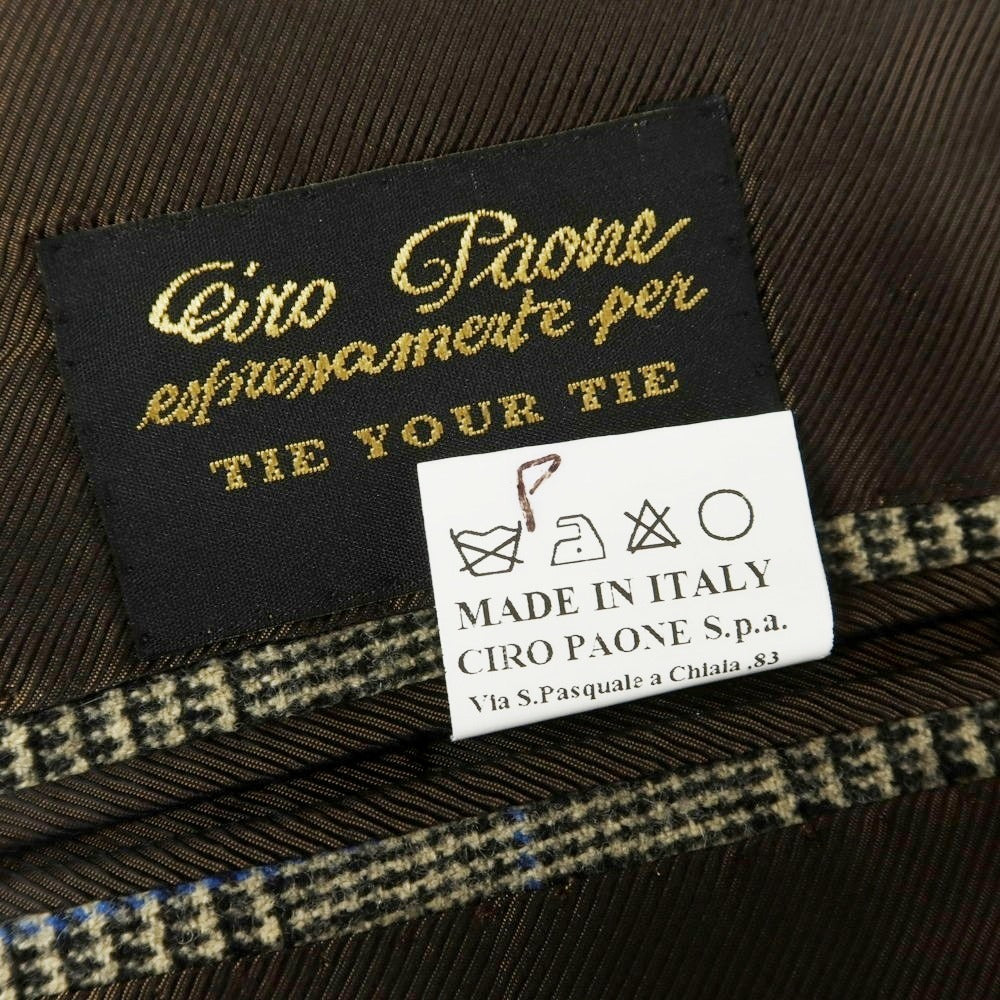 Ciro Paone
espressamente per
TIE YOUR TIE
P
MADE IN ITALY
CIRO PAONE S.p.a.
Via S.Pasquale a Chiaia .83